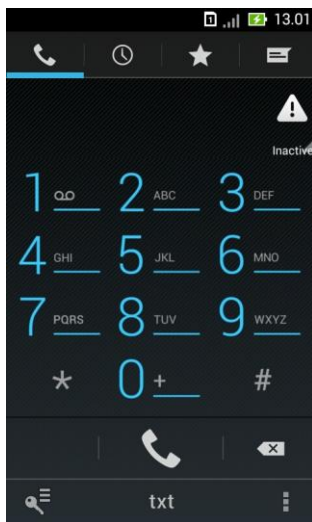 1 13.01
Inactive
1 2 ABC 3 DEF
4 GHI 5 JKL 6 MNO
7 PQRS 8 TUV 9 WXYZ
* 0 + #
txt